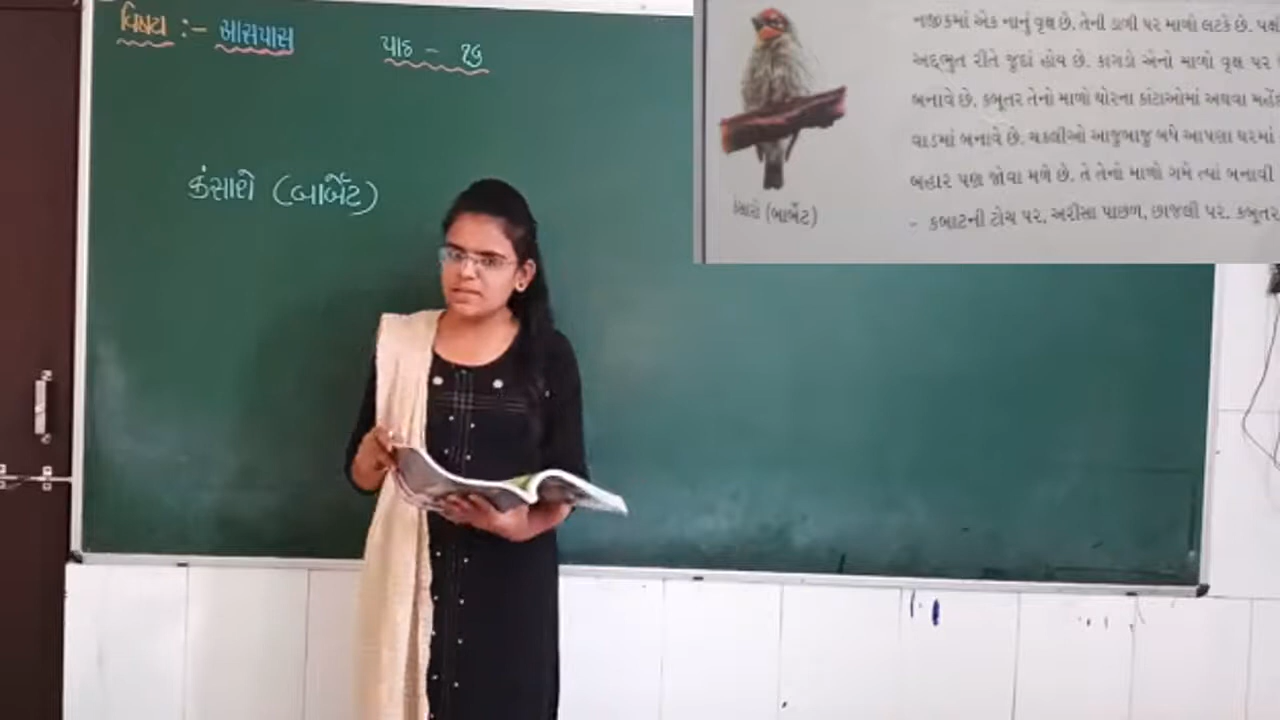 વિષય :- આસપાસ
પાઠ - ૧૬
કંસારો (બાર્બેટ)
નજીકમાં એક નાનું વૃક્ષ છે. તેની ડાળી પર માળો લટકે છે. પક્ષ
અદ્‌ભુત રીતે જુદાં હોય છે. કાગડો એનો માળો વૃક્ષ પર
બનાવે છે. કબૂતર તેનો માળો થોરના કાંટાઓમાં અથવા મહેં
વાડમાં બનાવે છે. ચકલીઓ આજુબાજુ બધે આપણા ઘરમાં
બહાર પણ જોવા મળે છે. તે તેનો માળો ગમે ત્યાં બનાવી
- કબાટની ટોચ પર, અરીસા પાછળ, છાજલી પર. કબૂતર
કંસારો (બાર્બેટ)